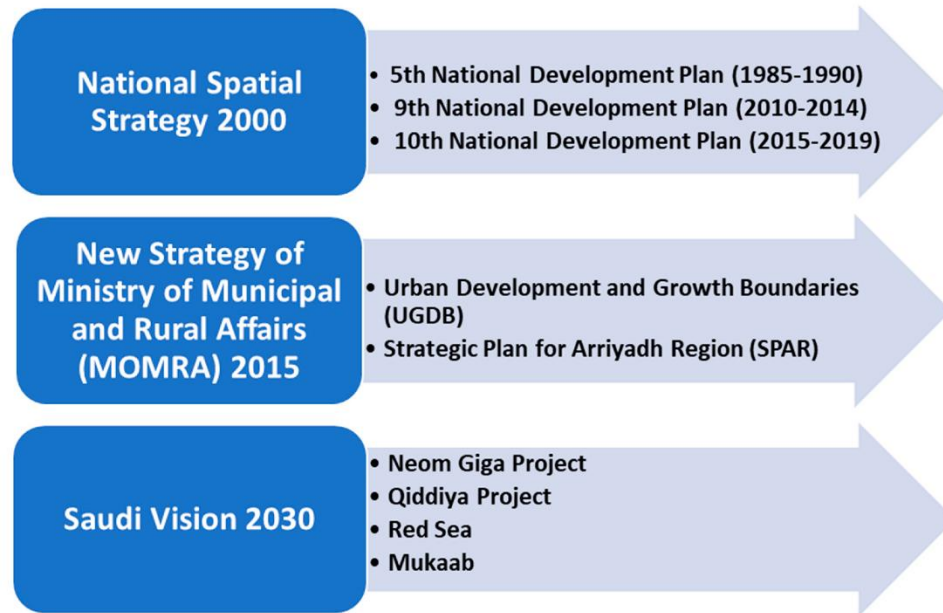 National Spatial
Strategy 2000
• 5th National Development Plan (1985-1990)
• 9th National Development Plan (2010-2014)
• 10th National Development Plan (2015-2019)
New Strategy of
Ministry of Municipal
and Rural Affairs
(MOMRA) 2015
• Urban Development and Growth Boundaries
(UGDB)
• Strategic Plan for Arriyadh Region (SPAR)
Saudi Vision 2030
• Neom Giga Project
• Qiddiya Project
• Red Sea
• Mukaab